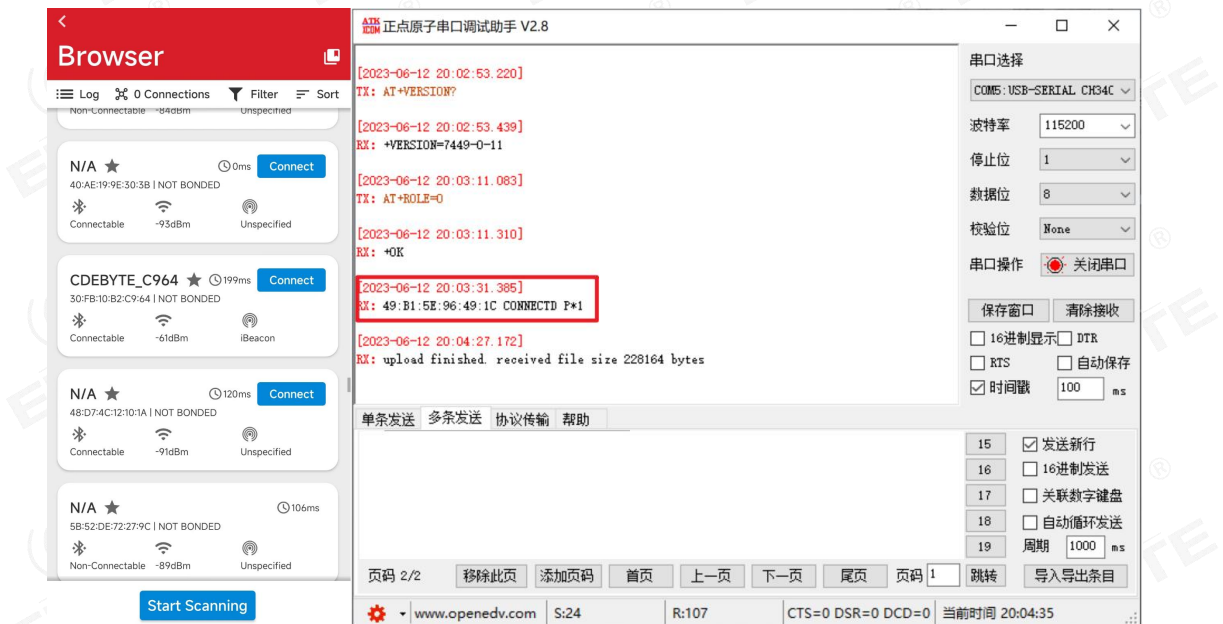 Browser
Log 0 Connections Filter Sort
Non-Connectable -84dBm Unspecified
N/A 0ms Connect
40:AE:19:9E:30:3B | NOT BONDED
Connectable -93dBm Unspecified
CDEBYTE_C964 199ms Connect
30:FB:10:B2:C9:64 | NOT BONDED
Connectable -61dBm iBeacon
N/A 120ms Connect
48:D7:4C:12:10:1A | NOT BONDED
Connectable -91dBm Unspecified
N/A 106ms
5B:52:DE:72:27:9C | NOT BONDED
Non-Connectable -89dBm Unspecified
Start Scanning
ATK XCOM 正点原子串口调试助手 V2.8
[2023-06-12 20:02:53.220]
TX: AT+VERSION?
[2023-06-12 20:02:53.439]
RX: +VERSION=7449-0-11
[2023-06-12 20:03:11.083]
TX: AT+ROLE=0
[2023-06-12 20:03:11.310]
RX: +OK
[2023-06-12 20:03:31.385]
RX: 49:B1:5E:96:49:1C CONNECTD P*1
[2023-06-12 20:04:27.172]
RX: upload finished. received file size 228164 bytes
串口选择
COM5:USB-SERIAL CH34C
波特率 115200
停止位 1
数据位 8
校验位 None
串口操作 关闭串口
保存窗口 清除接收
16进制显示 DTR
RTS 自动保存
时间戳 100 ms
单条发送 多条发送 协议传输 帮助
15 发送新行
16 16进制发送
17 关联数字键盘
18 自动循环发送
19 周期 1000 ms
页码 2/2 移除此页 添加页码 首页 上一页 下一页 尾页 页码 1 跳转 导入导出条目
www.openedv.com S:24 R:107 CTS=0 DSR=0 DCD=0 当前时间 20:04:35